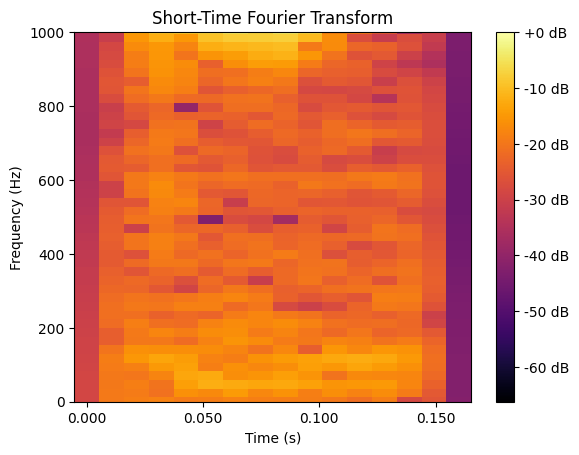 Short-Time Fourier Transform
1000
800
600
400
200
0
Frequency (Hz)
0.000
0.050
0.100
0.150
Time (s)
+0 dB
-10 dB
-20 dB
-30 dB
-40 dB
-50 dB
-60 dB